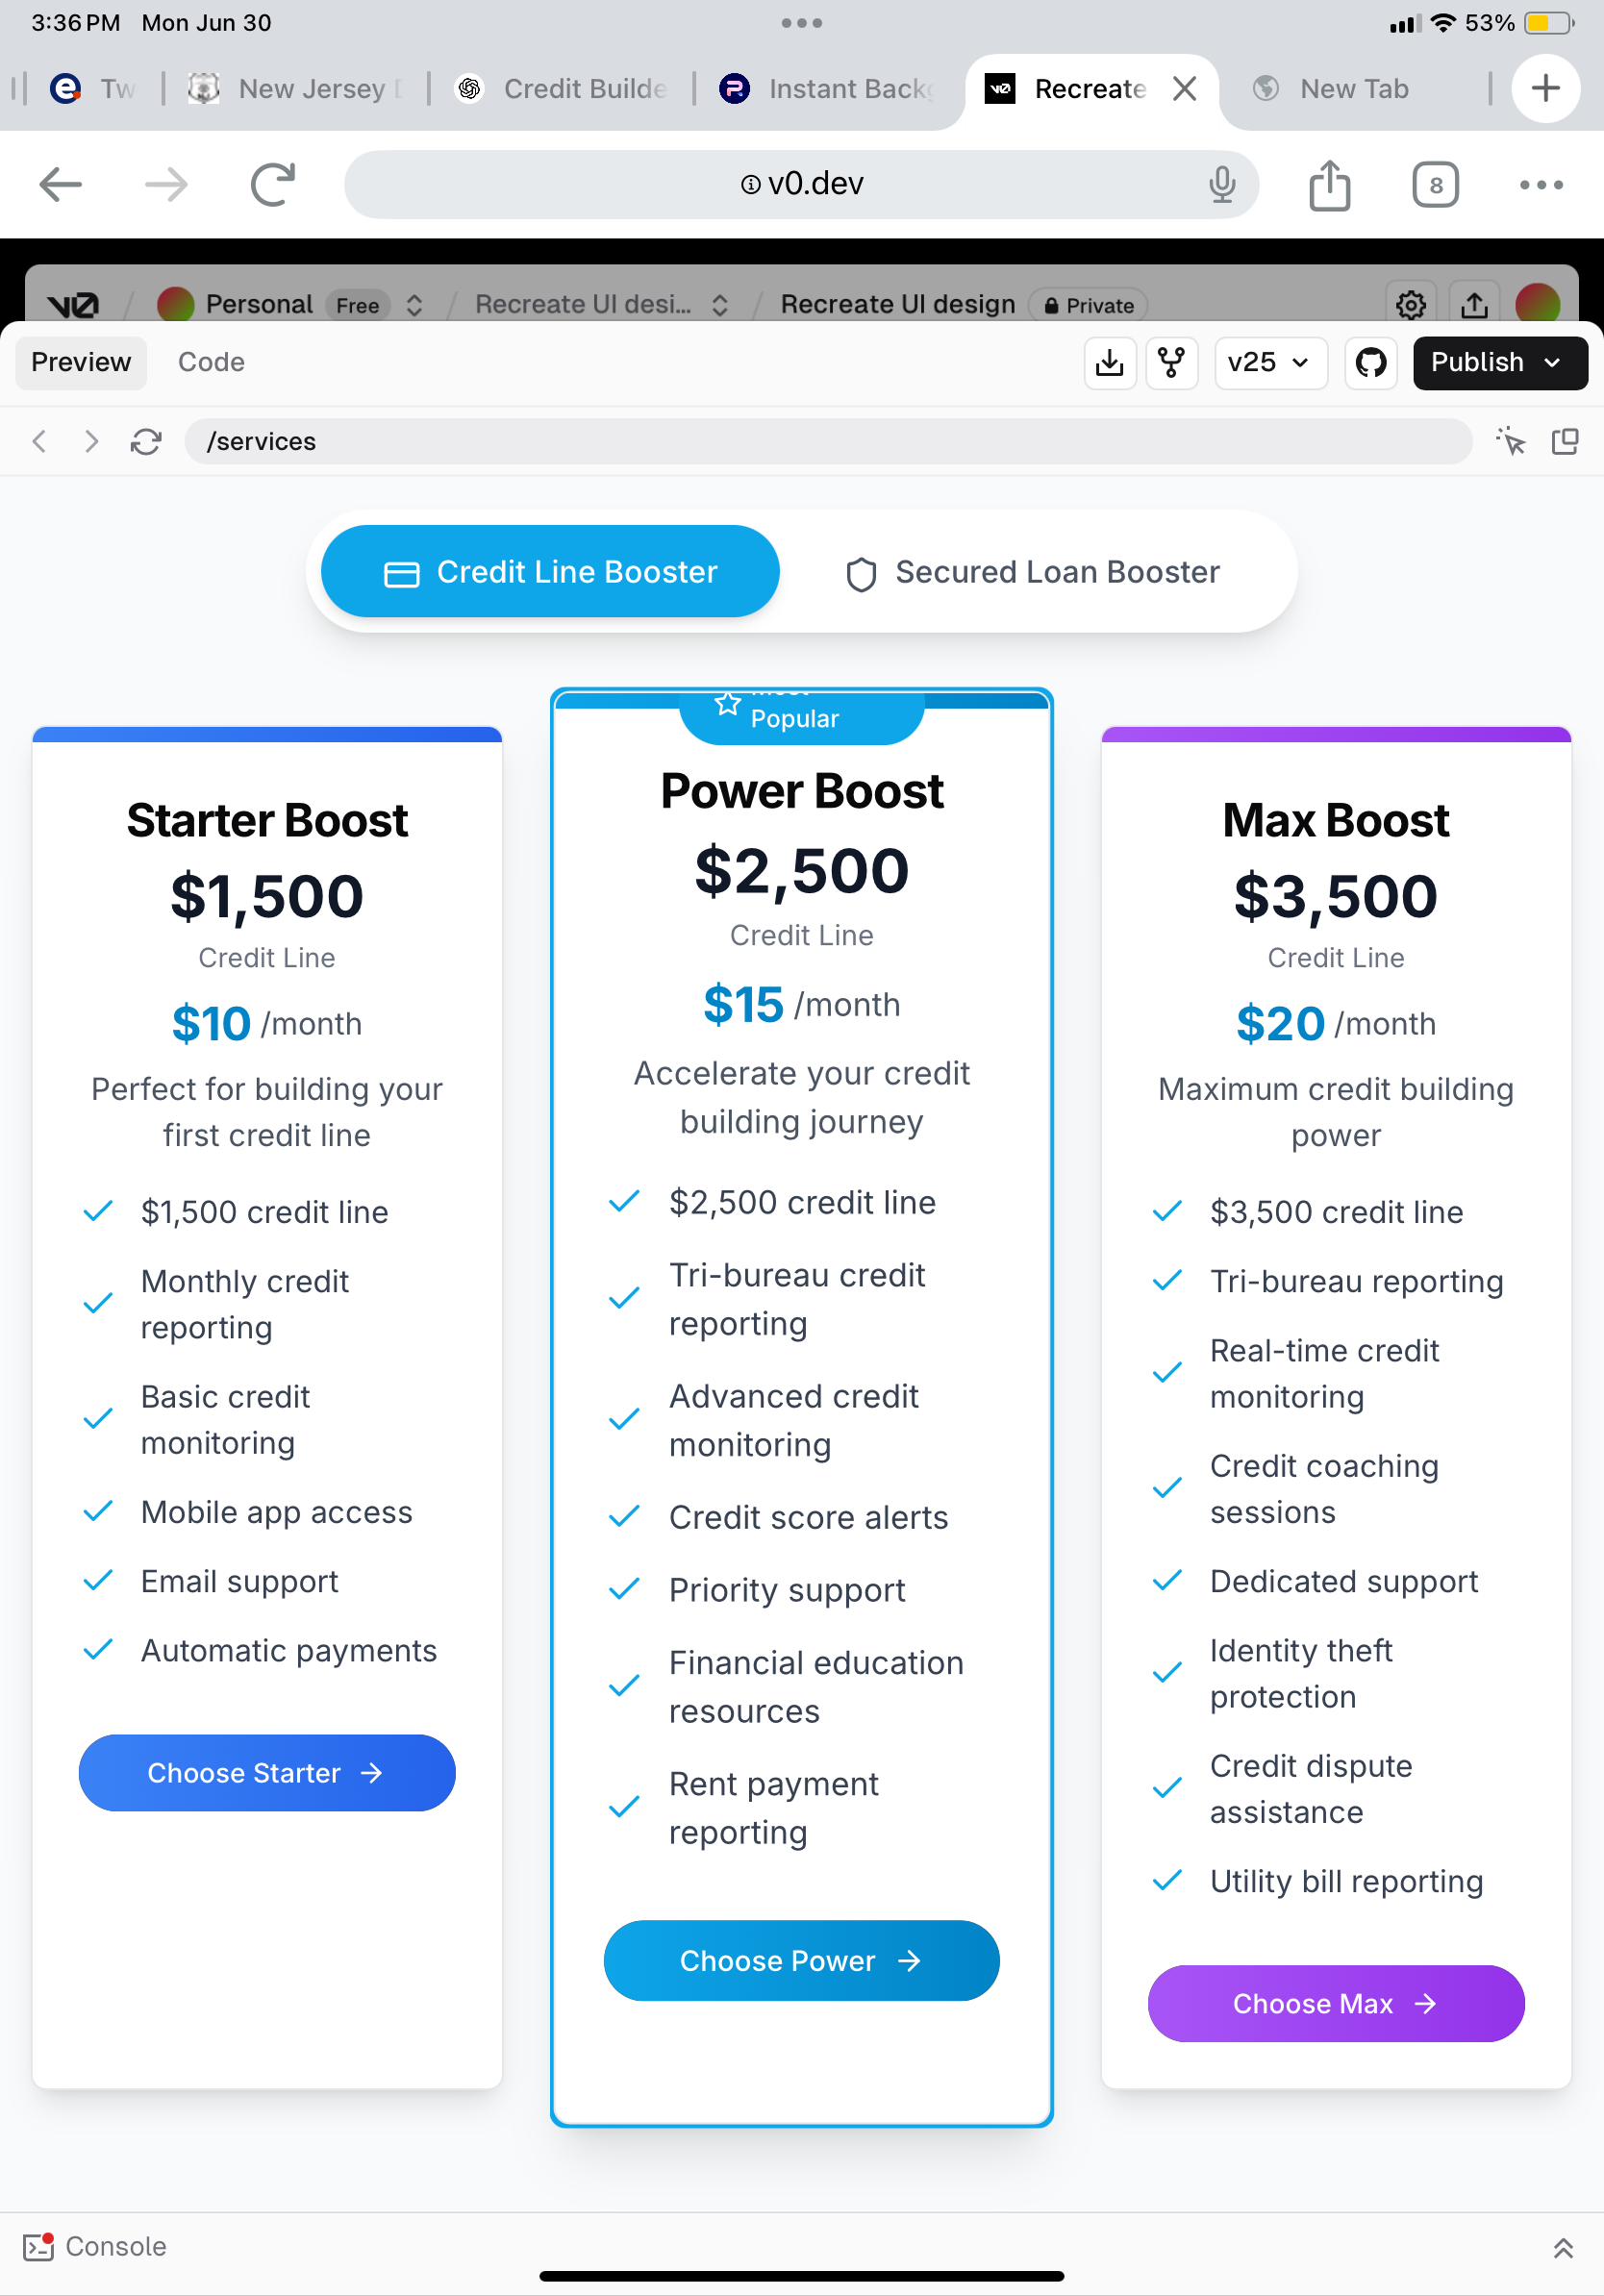 3:36 PM Mon Jun 30
53%
Tw
New Jersey
Credit Builde
Instant Back
Recreate
New Tab
v0.dev
8
v0 / Personal Free / Recreate UI desi... / Recreate UI design Private
Preview Code
v25 Publish
/services
Credit Line Booster Secured Loan Booster
Starter Boost
$1,500
Credit Line
$10 /month
Perfect for building your
first credit line
$1,500 credit line
Monthly credit
reporting
Basic credit
monitoring
Mobile app access
Email support
Automatic payments
Choose Starter
Most
Popular
Power Boost
$2,500
Credit Line
$15 /month
Accelerate your credit
building journey
$2,500 credit line
Tri-bureau credit
reporting
Advanced credit
monitoring
Credit score alerts
Priority support
Financial education
resources
Rent payment
reporting
Choose Power
Max Boost
$3,500
Credit Line
$20 /month
Maximum credit building
power
$3,500 credit line
Tri-bureau reporting
Real-time credit
monitoring
Credit coaching
sessions
Dedicated support
Identity theft
protection
Credit dispute
assistance
Utility bill reporting
Choose Max
Console